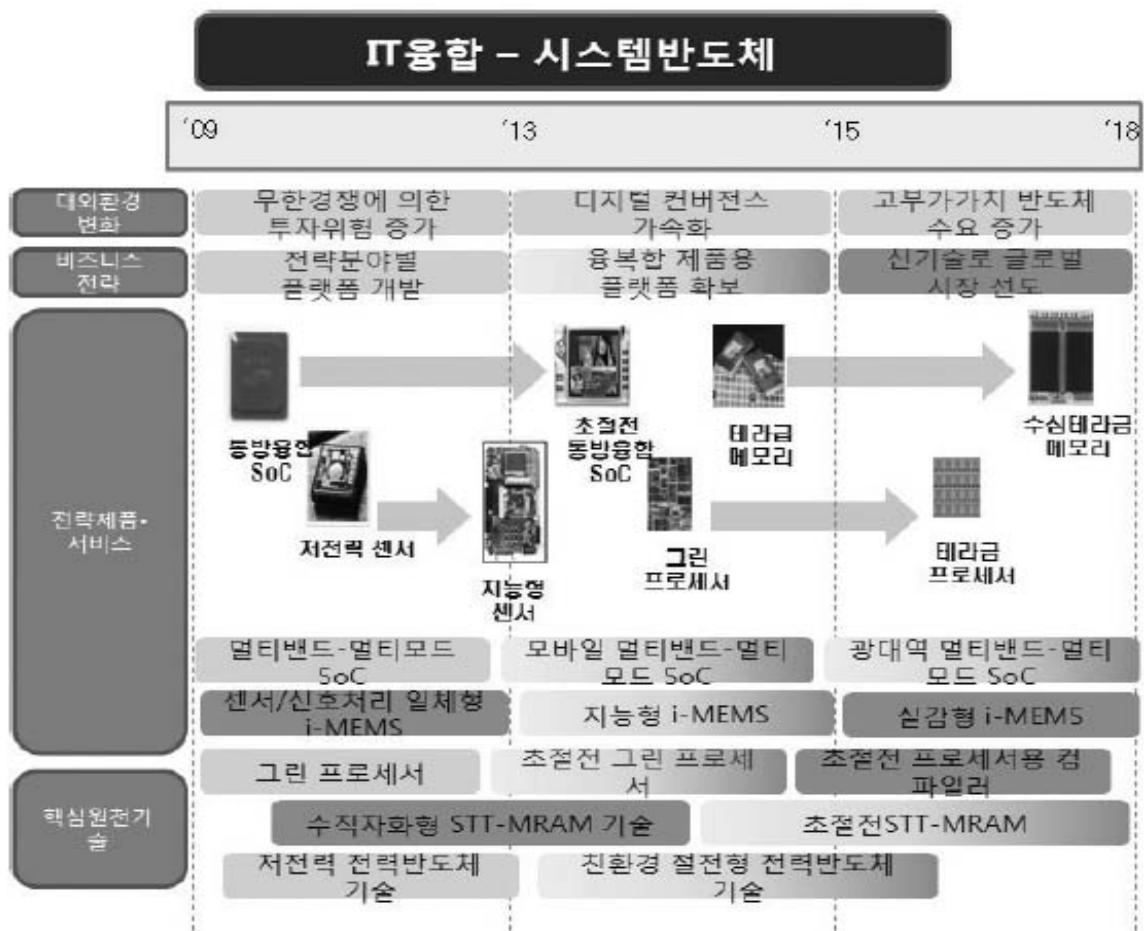 IT융합 – 시스템반도체
‘09 ‘13 ‘15 ‘18
대외환경
변화
무한경쟁에 의한
투자위험 증가
디지털 컨버전스
가속화
고부가가치 반도체
수요 증가
비즈니스
전략
전략분야별
플랫폼 개발
융복합 제품용
플랫폼 확보
신기술로 글로벌
시장 선도
전략제품·
서비스
동방융합
SoC
초절전
동방융합
SoC
테라급
메모리
수십테라급
메모리
저전력 센서
지능형
센서
그린
프로세서
테라급
프로세서
멀티밴드-멀티모드
SoC
모바일 멀티밴드-멀티
모드 SoC
광대역 멀티밴드-멀티
모드 SoC
센서/신호처리 일체형
i-MEMS
지능형 i-MEMS
실감형 i-MEMS
핵심원천기
술
그린 프로세서
초절전 그린 프로세
서
초절전 프로세서용 컴
파일러
수직자화형 STT-MRAM 기술
초절전STT-MRAM
저전력 전력반도체
기술
친환경 절전형 전력반도체
기술